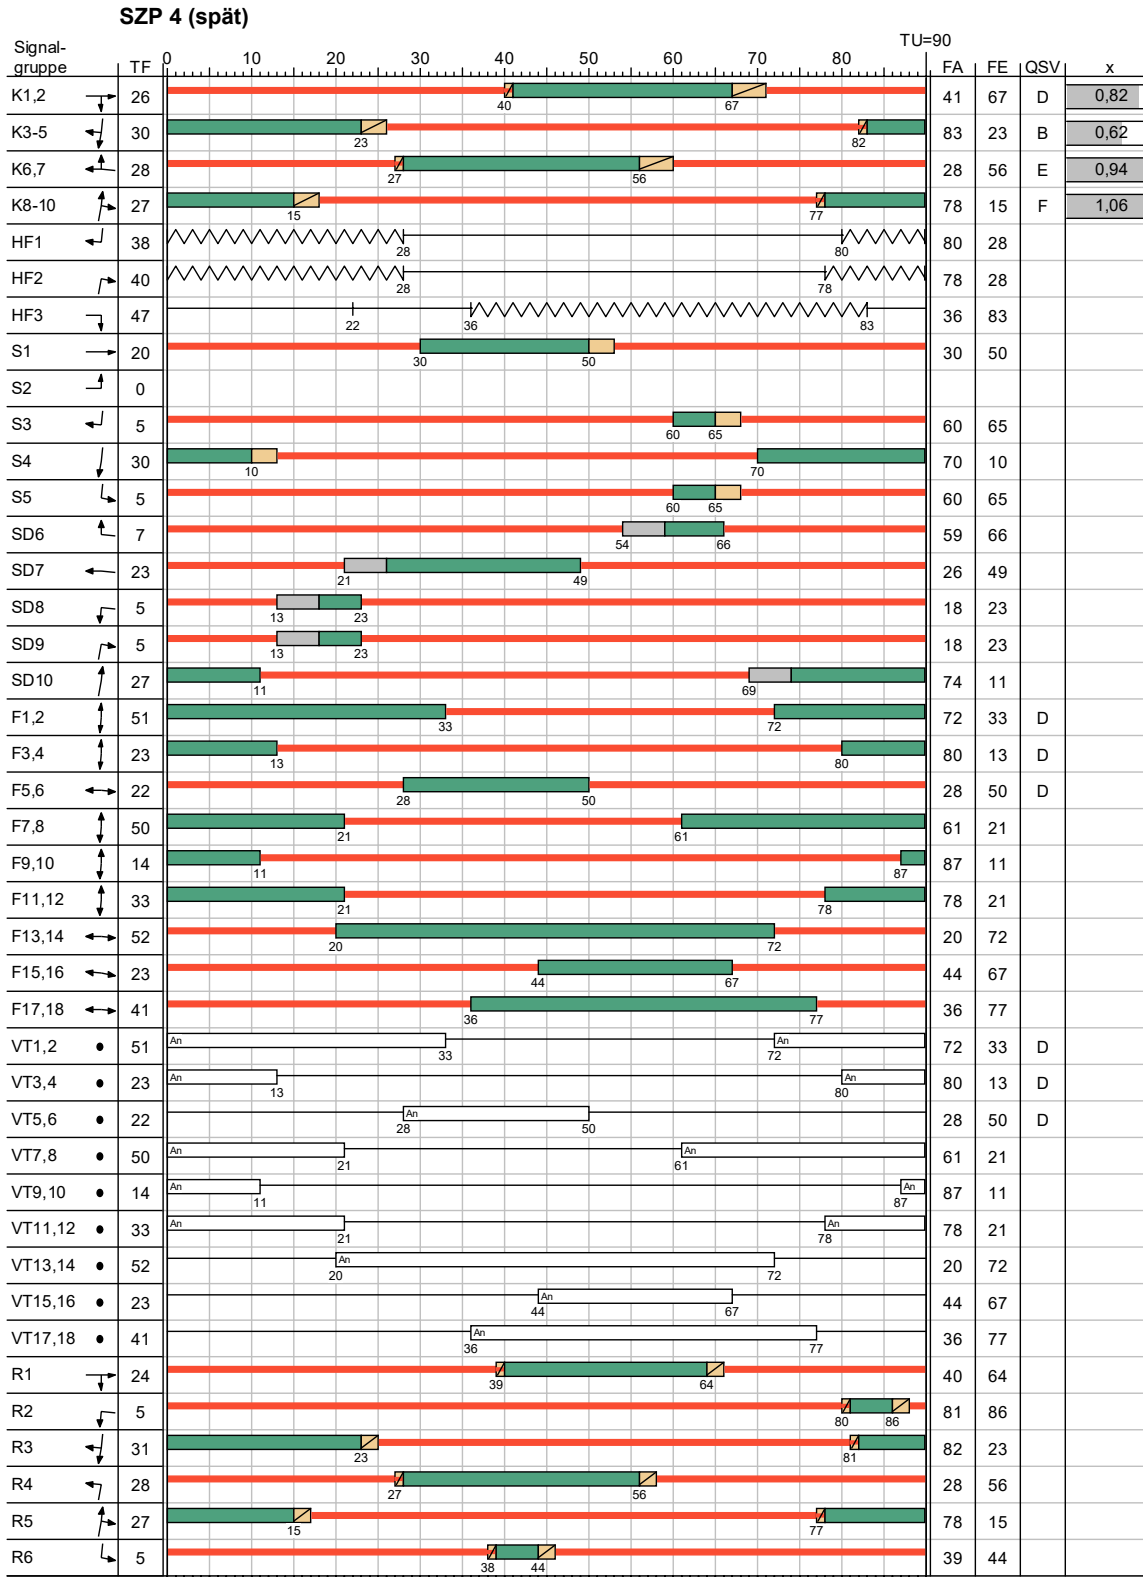 SZP 4 (spät)
Signal-
gruppe TF 0 10 20 30 40 50 60 70 80 TU=90 FA FE QSV x
K1,2 26 40 67 41 67 D 0,82
K3-5 30 23 82 83 23 B 0,62
K6,7 28 27 56 28 56 E 0,94
K8-10 27 15 77 78 15 F 1,06
HF1 38 28 80 80 28
HF2 40 28 78 78 28
HF3 47 22 36 83 36 83
S1 20 30 50 30 50
S2 0
S3 5 60 65 60 65
S4 30 10 70 70 10
S5 5 60 65 60 65
SD6 7 54 66 59 66
SD7 23 21 49 26 49
SD8 5 13 23 18 23
SD9 5 13 23 18 23
SD10 27 11 69 74 11
F1,2 51 33 72 72 33 D
F3,4 23 13 80 80 13 D
F5,6 22 28 50 28 50 D
F7,8 50 21 61 61 21
F9,10 14 11 87 87 11
F11,12 33 21 78 78 21
F13,14 52 20 72 20 72
F15,16 23 44 67 44 67
F17,18 41 36 77 36 77
VT1,2 51 An 33 An 72 72 33 D
VT3,4 23 An 13 An 80 80 13 D
VT5,6 22 An 28 50 28 50 D
VT7,8 50 An 21 An 61 61 21
VT9,10 14 An 11 An 87 87 11
VT11,12 33 An 21 An 78 78 21
VT13,14 52 An 20 72 20 72
VT15,16 23 An 44 67 44 67
VT17,18 41 An 36 77 36 77
R1 24 39 64 40 64
R2 5 80 86 81 86
R3 31 23 81 82 23
R4 28 27 56 28 56
R5 27 15 77 78 15
R6 5 38 44 39 44